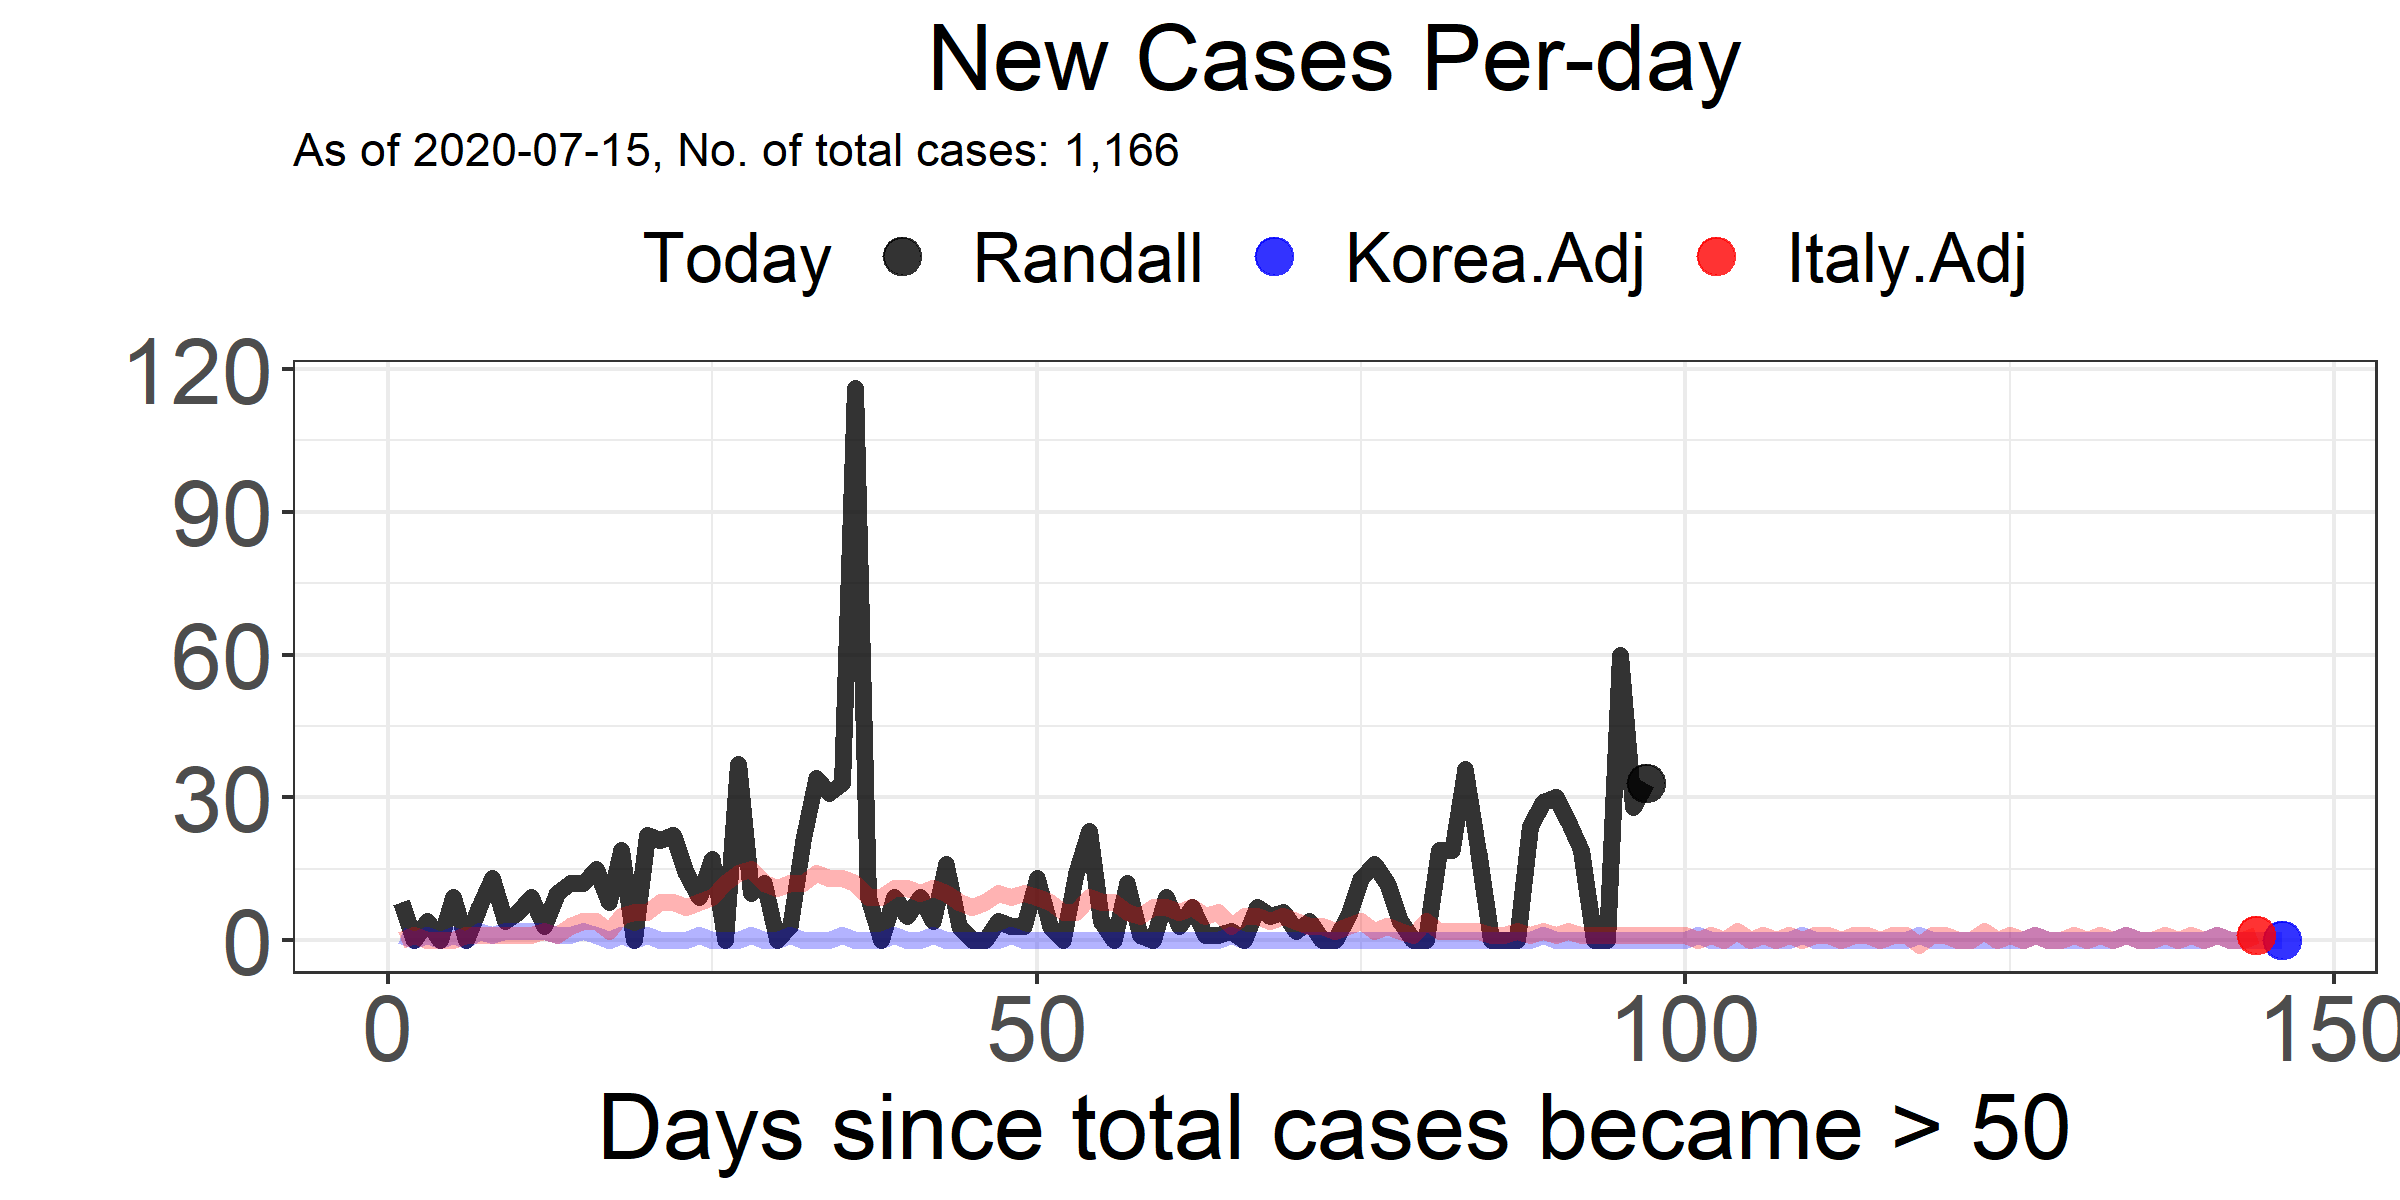 New Cases Per-day
As of 2020-07-15, No. of total cases: 1,166
Today Randall Korea.Adj Italy.Adj
120
90
60
30
0
0 50 100 150
Days since total cases became > 50